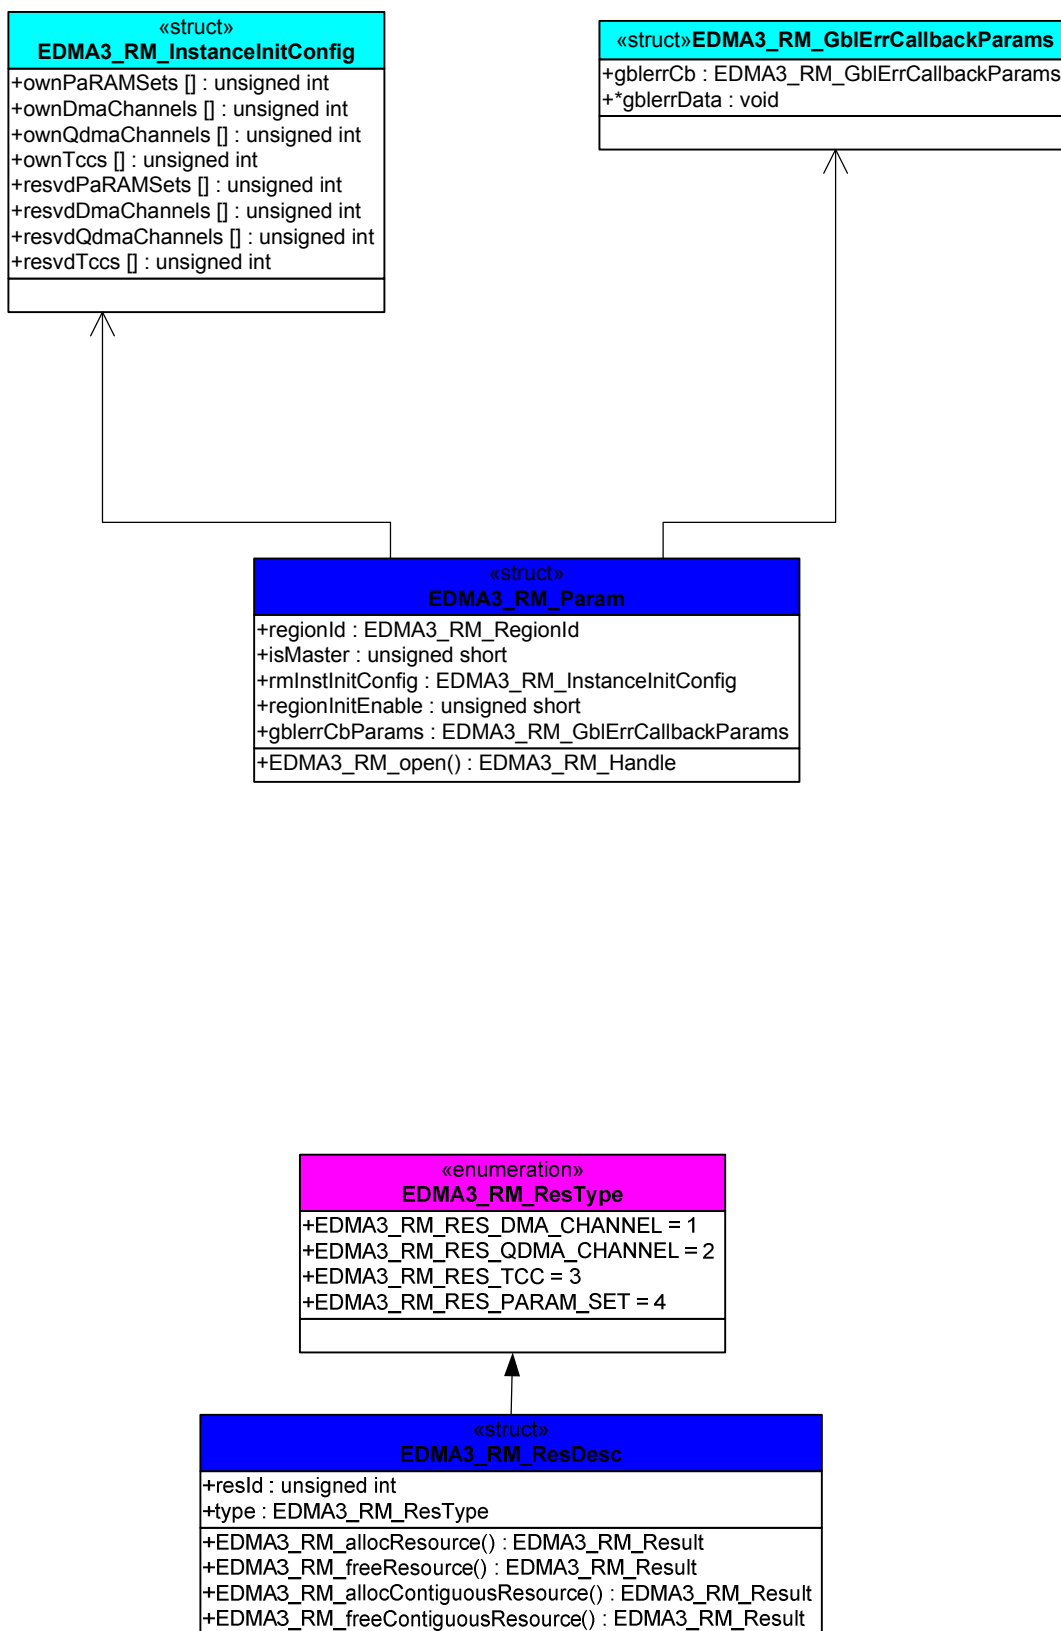 «struct»
EDMA3_RM_InstanceInitConfig
+ownPaRAMSets [] : unsigned int
+ownDmaChannels [] : unsigned int
+ownQdmaChannels [] : unsigned int
+ownTccs [] : unsigned int
+resvdPaRAMSets [] : unsigned int
+resvdDmaChannels [] : unsigned int
+resvdQdmaChannels [] : unsigned int
+resvdTccs [] : unsigned int
«struct»EDMA3_RM_GblErrCallbackParams
+gblerrCb : EDMA3_RM_GblErrCallbackParams
+*gblerrData : void
«struct»
EDMA3_RM_Param
+regionId : EDMA3_RM_RegionId
+isMaster : unsigned short
+rmInstInitConfig : EDMA3_RM_InstanceInitConfig
+regionInitEnable : unsigned short
+gblerrCbParams : EDMA3_RM_GblErrCallbackParams
+EDMA3_RM_open() : EDMA3_RM_Handle
«enumeration»
EDMA3_RM_ResType
+EDMA3_RM_RES_DMA_CHANNEL = 1
+EDMA3_RM_RES_QDMA_CHANNEL = 2
+EDMA3_RM_RES_TCC = 3
+EDMA3_RM_RES_PARAM_SET = 4
«struct»
EDMA3_RM_ResDesc
+resId : unsigned int
+type : EDMA3_RM_ResType
+EDMA3_RM_allocResource() : EDMA3_RM_Result
+EDMA3_RM_freeResource() : EDMA3_RM_Result
+EDMA3_RM_allocContiguousResource() : EDMA3_RM_Result
+EDMA3_RM_freeContiguousResource() : EDMA3_RM_Result